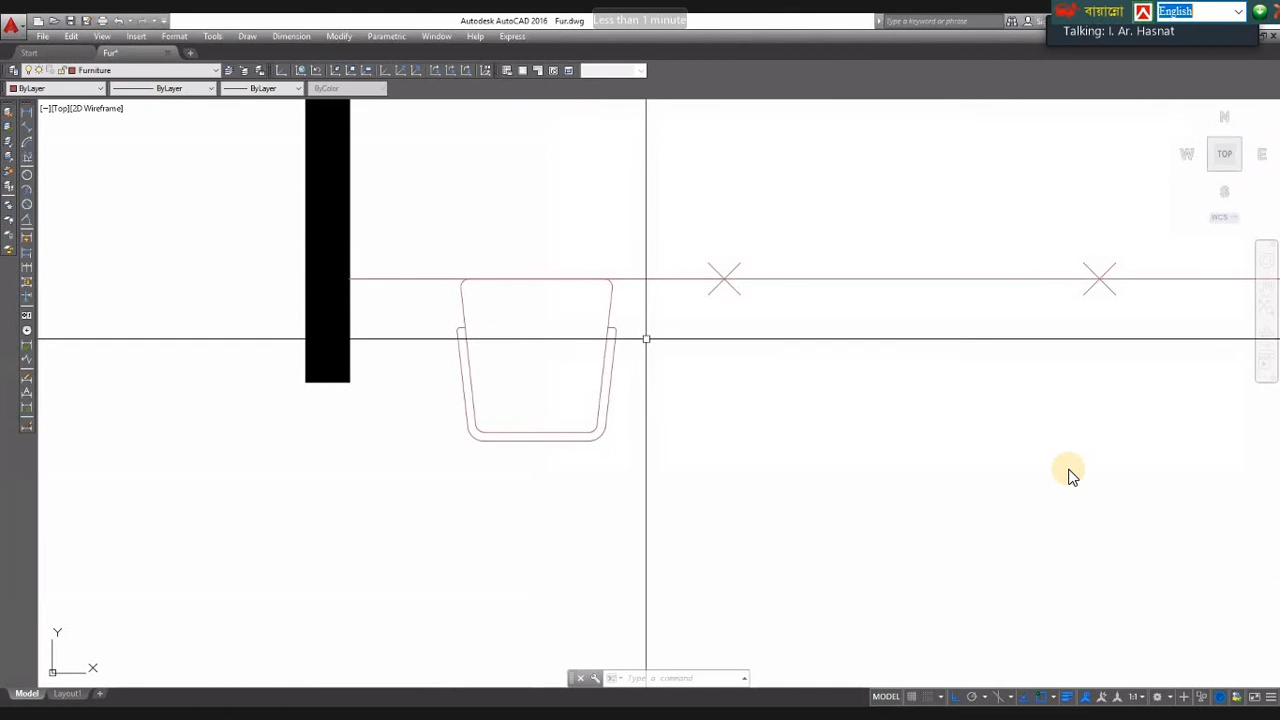 Autodesk AutoCAD 2016 Fur.dwg
Less than 1 minute
Type a keyword or phrase
Sign In
বায়ান্নো
English
File Edit View Insert Format Tools Draw Dimension Modify Parametric Window Help Express
Talking: I. Ar. Hasnat
Start
Fur*
Furniture
ByLayer
ByLayer
ByLayer
ByColor
[−][Top][2D Wireframe]
N
W
TOP
E
S
WCS
Y
X
Type a command
Model
Layout1
MODEL
1:1